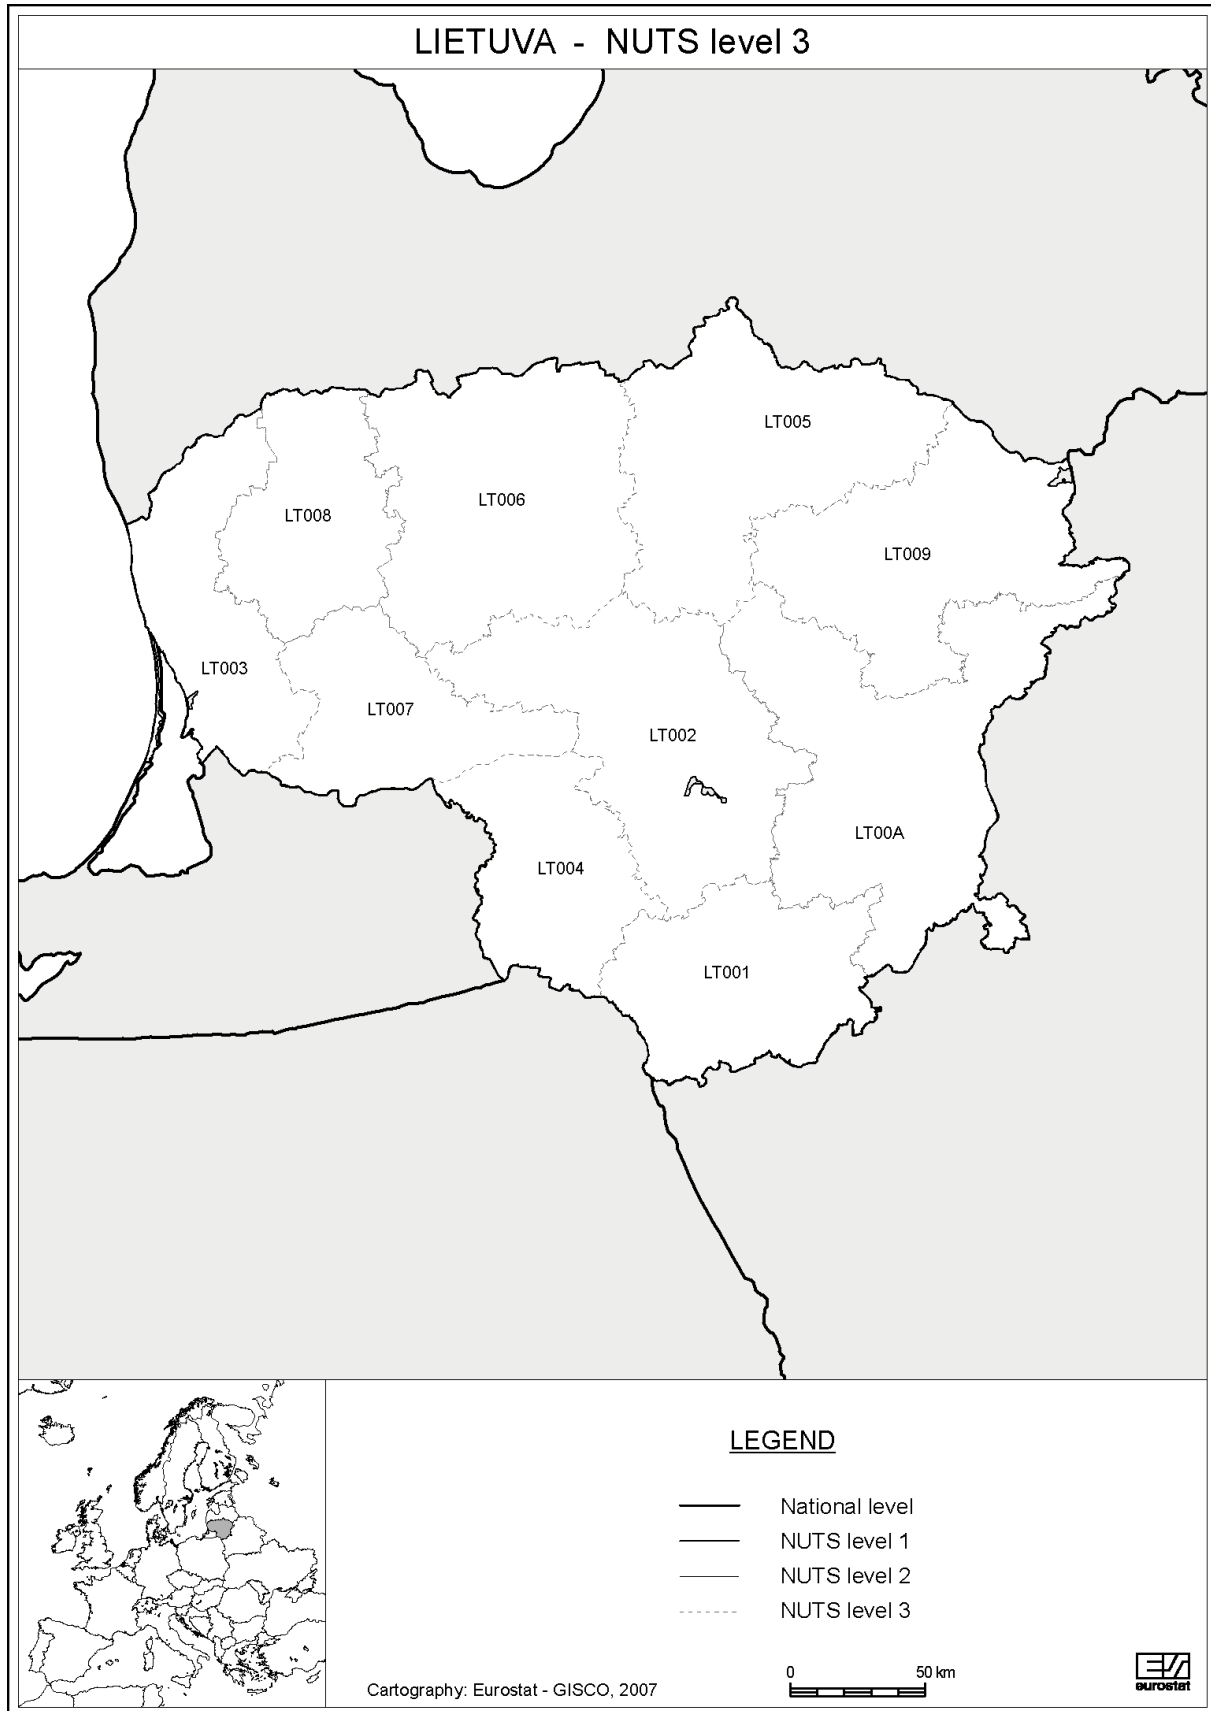 LIETUVA - NUTS level 3
LT005
LT006
LT008
LT009
LT003
LT007
LT002
LT00A
LT004
LT001
LEGEND
National level
NUTS level 1
NUTS level 2
NUTS level 3
0 50 km
Cartography: Eurostat - GISCO, 2007
eurostat